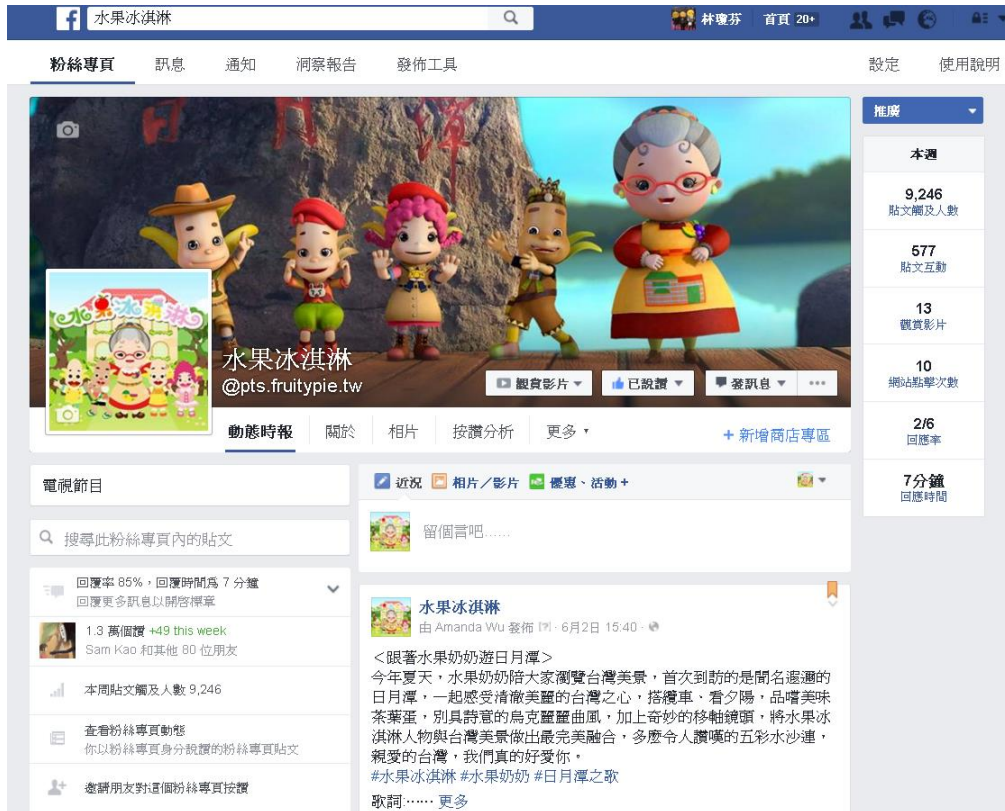 水果冰淇淋
林瓊芬 首頁 20+
粉絲專頁 訊息 通知 洞察報告 發佈工具 設定 使用說明
日月潭
水果冰淇淋
水果冰淇淋
@pts.fruitypie.tw
觀賞影片 已說讚 發訊息 •••
動態時報 關於 相片 按讚分析 更多
+ 新增商店專區
推廣
本週
9,246
貼文觸及人數
577
貼文互動
13
觀賞影片
10
網站點擊次數
2/6
回應率
7分鐘
回應時間
電視節目
搜尋此粉絲專頁內的貼文
回覆率 85%，回覆時間為 7 分鐘
回覆更多訊息以開啓標章
1.3 萬個讚 +49 this week
Sam Kao 和其他 80 位朋友
本周貼文觸及人數 9,246
查看粉絲專頁動態
你以粉絲專頁身分說讚的粉絲專頁貼文
邀請朋友對這個粉絲專頁按讚
近況 相片／影片 優惠、活動 +
留個言吧......
水果冰淇淋
由 Amanda Wu 發佈 [?] · 6月2日 15:40 ·
＜跟著水果奶奶遊日月潭＞
今年夏天，水果奶奶陪大家瀏覽台灣美景，首次到訪的是聞名遐邇的
日月潭，一起感受清澈美麗的台灣之心，搭纜車、看夕陽，品嚐美味
茶葉蛋，別具詩意的烏克麗麗曲風，加上奇妙的移軸鏡頭，將水果冰
淇淋人物與台灣美景做出最完美融合，多麼令人讚嘆的五彩水沙連，
親愛的台灣，我們真的好愛你。
#水果冰淇淋 #水果奶奶 #日月潭之歌
歌詞:...... 更多